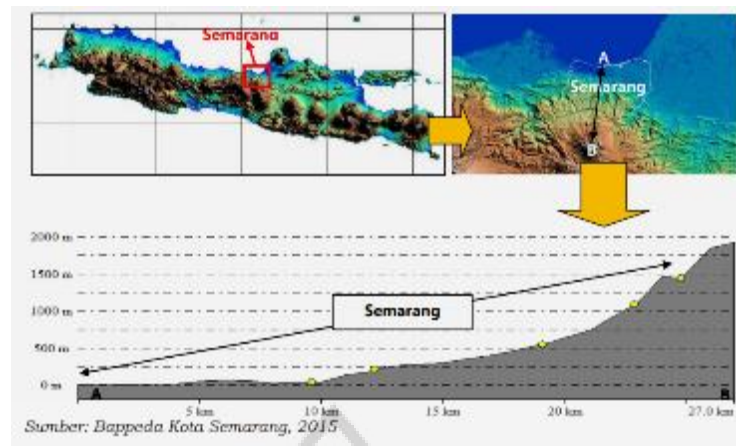 Semarang
A
Semarang
B
2000 m
1500 m
1000 m
500 m
0 m
Semarang
A
B
5 km
10 km
15 km
20 km
27.0 km
Sumber: Bappeda Kota Semarang, 2015